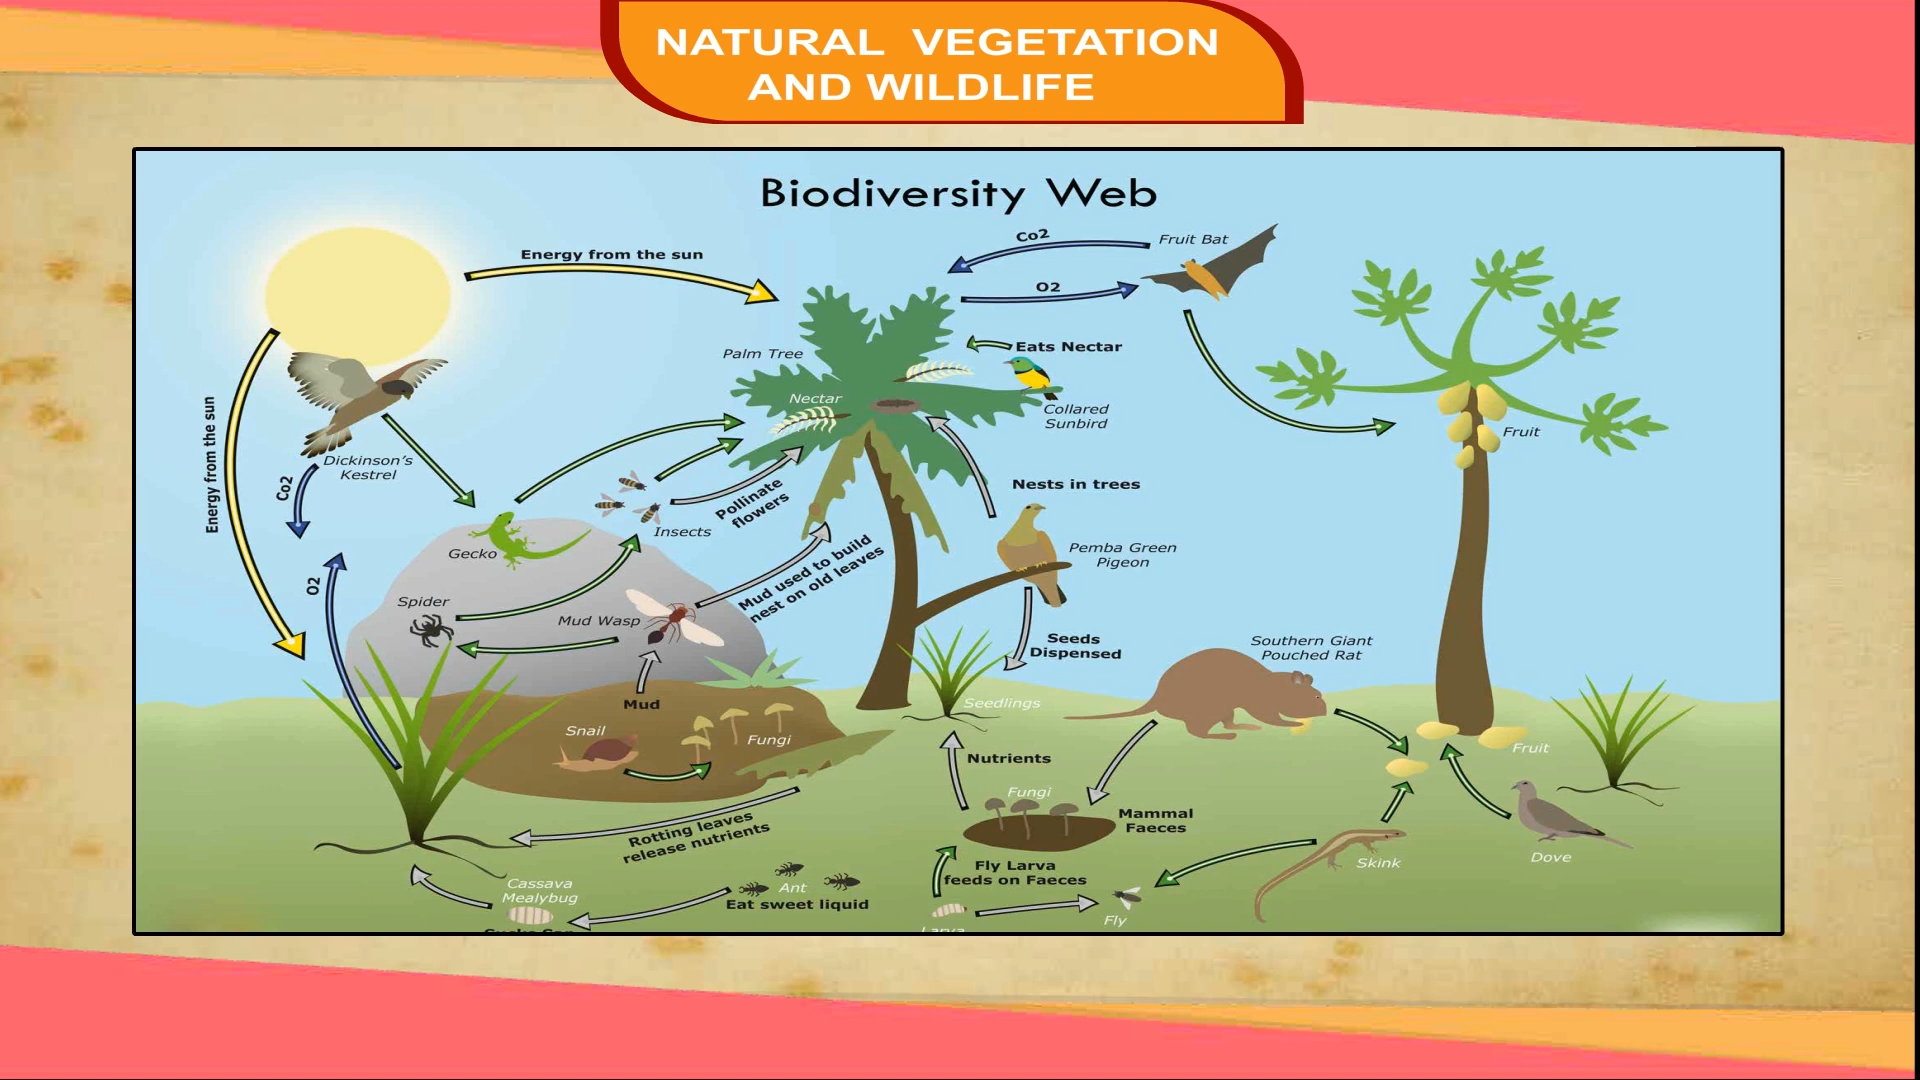 NATURAL VEGETATION
AND WILDLIFE
Biodiversity Web
Energy from the sun
Co2
Fruit Bat
O2
Palm Tree
Eats Nectar
Nectar
Collared
Sunbird
Fruit
Energy from the sun
Dickinson's
Kestrel
Co2
Pollinate
flowers
Nests in trees
Insects
Gecko
Pemba Green
Pigeon
O2
Mud used to build
nest on old leaves
Spider
Mud Wasp
Seeds
Dispensed
Southern Giant
Pouched Rat
Mud
Seedlings
Snail
Fungi
Fruit
Nutrients
Fungi
Mammal
Faeces
Rotting leaves
release nutrients
Dove
Skink
Fly Larva
feeds on Faeces
Cassava
Mealybug
Ant
Eat sweet liquid
Fly
Larva